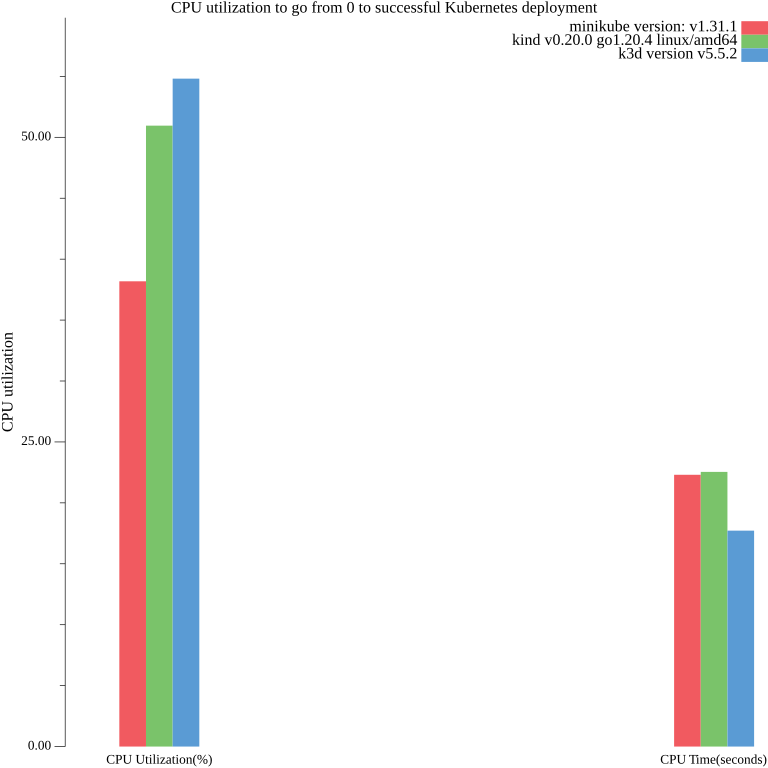 CPU utilization to go from 0 to successful Kubernetes deployment
minikube version: v1.31.1
kind v0.20.0 go1.20.4 linux/amd64
k3d version v5.5.2
50.00
CPU utilization
25.00
0.00
CPU Utilization(%)
CPU Time(seconds)